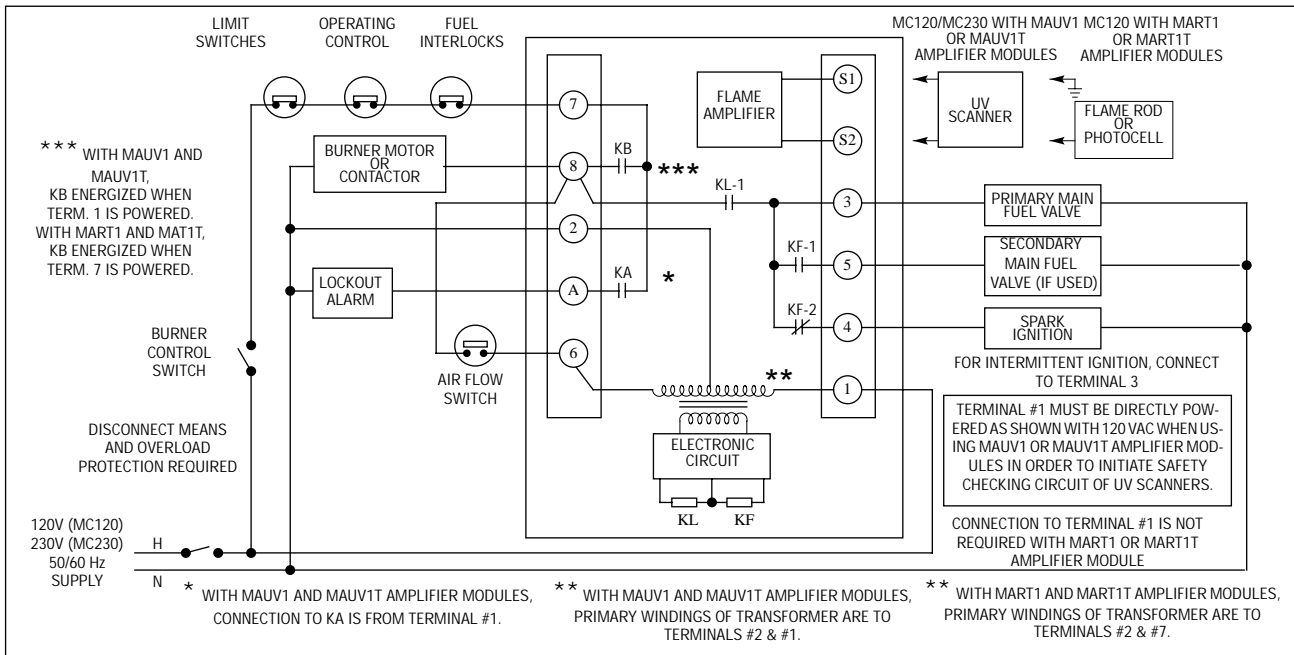 LIMIT
SWITCHES
OPERATING
CONTROL
FUEL
INTERLOCKS
MC120/MC230 WITH MAUV1
OR MAUV1T
AMPLIFIER MODULES
MC120 WITH MART1
OR MART1T
AMPLIFIER MODULES
7
8
2
A
6
KB
***
KA
*
KL-1
KF-1
KF-2
FLAME
AMPLIFIER
S1
S2
3
5
4
1
UV
SCANNER
FLAME ROD
OR
PHOTOCELL
BURNER MOTOR
OR
CONTACTOR
LOCKOUT
ALARM
AIR FLOW
SWITCH
**
ELECTRONIC
CIRCUIT
KL
KF
PRIMARY MAIN
FUEL VALVE
SECONDARY
MAIN FUEL
VALVE (IF USED)
SPARK
IGNITION
FOR INTERMITTENT IGNITION, CONNECT
TO TERMINAL 3
TERMINAL #1 MUST BE DIRECTLY POW-
ERED AS SHOWN WITH 120 VAC WHEN US-
ING MAUV1 OR MAUV1T AMPLIFIER MOD-
ULES IN ORDER TO INITIATE SAFETY
CHECKING CIRCUIT OF UV SCANNERS.
CONNECTION TO TERMINAL #1 IS NOT
REQUIRED WITH MART1 OR MART1T
AMPLIFIER MODULE
*** WITH MAUV1 AND
MAUV1T,
KB ENERGIZED WHEN
TERM. 1 IS POWERED.
WITH MART1 AND MAT1T,
KB ENERGIZED WHEN
TERM. 7 IS POWERED.
BURNER
CONTROL
SWITCH
DISCONNECT MEANS
AND OVERLOAD
PROTECTION REQUIRED
120V (MC120)
230V (MC230)
50/60 Hz
SUPPLY
H
N
* WITH MAUV1 AND MAUV1T AMPLIFIER MODULES,
CONNECTION TO KA IS FROM TERMINAL #1.
** WITH MAUV1 AND MAUV1T AMPLIFIER MODULES,
PRIMARY WINDINGS OF TRANSFORMER ARE TO
TERMINALS #2 & #1.
** WITH MART1 AND MART1T AMPLIFIER MODULES,
PRIMARY WINDINGS OF TRANSFORMER ARE TO
TERMINALS #2 & #7.